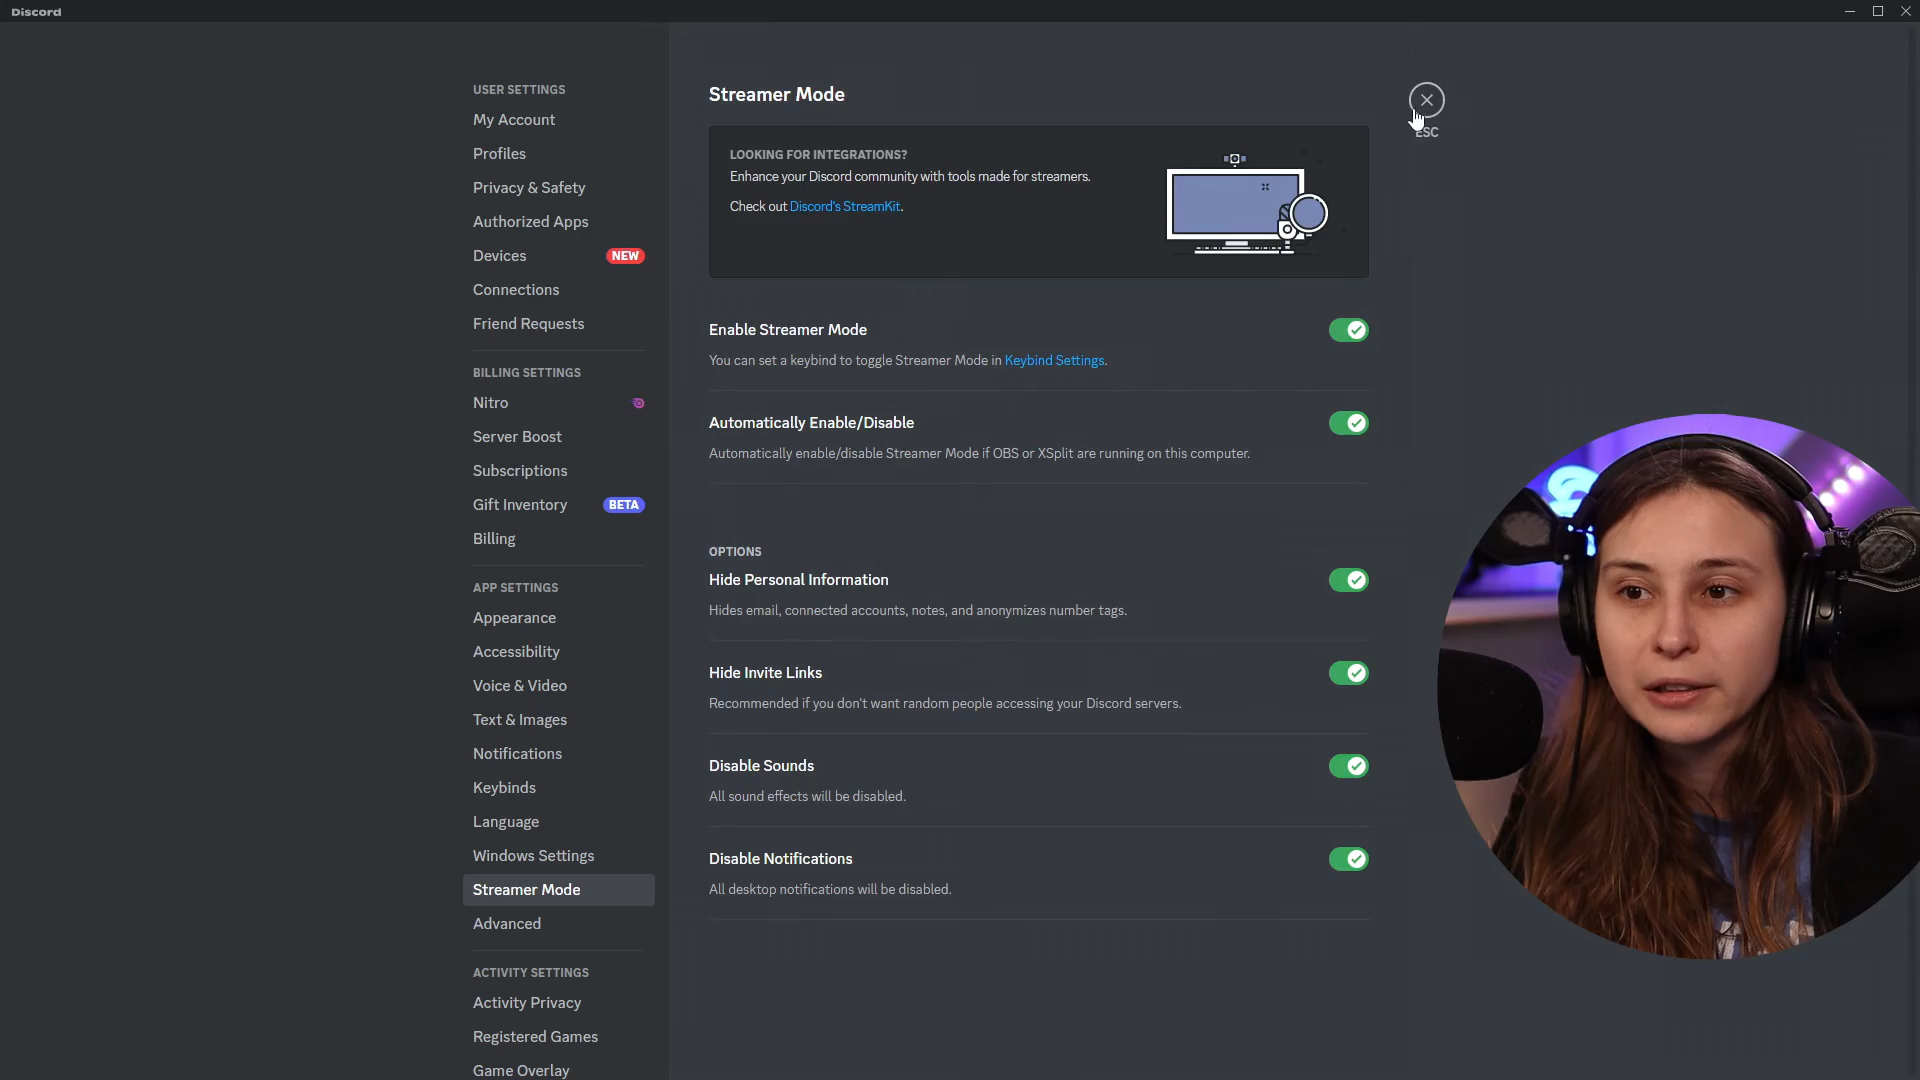 Discord
USER SETTINGS
My Account
Profiles
Privacy & Safety
Authorized Apps
Devices
NEW
Connections
Friend Requests
BILLING SETTINGS
Nitro
Server Boost
Subscriptions
Gift Inventory
BETA
Billing
APP SETTINGS
Appearance
Accessibility
Voice & Video
Text & Images
Notifications
Keybinds
Language
Windows Settings
Streamer Mode
Advanced
ACTIVITY SETTINGS
Activity Privacy
Registered Games
Game Overlay
Streamer Mode
LOOKING FOR INTEGRATIONS?
Enhance your Discord community with tools made for streamers.
Check out Discord's StreamKit.
Enable Streamer Mode
You can set a keybind to toggle Streamer Mode in Keybind Settings.
Automatically Enable/Disable
Automatically enable/disable Streamer Mode if OBS or XSplit are running on this computer.
OPTIONS
Hide Personal Information
Hides email, connected accounts, notes, and anonymizes number tags.
Hide Invite Links
Recommended if you don't want random people accessing your Discord servers.
Disable Sounds
All sound effects will be disabled.
Disable Notifications
All desktop notifications will be disabled.
ESC